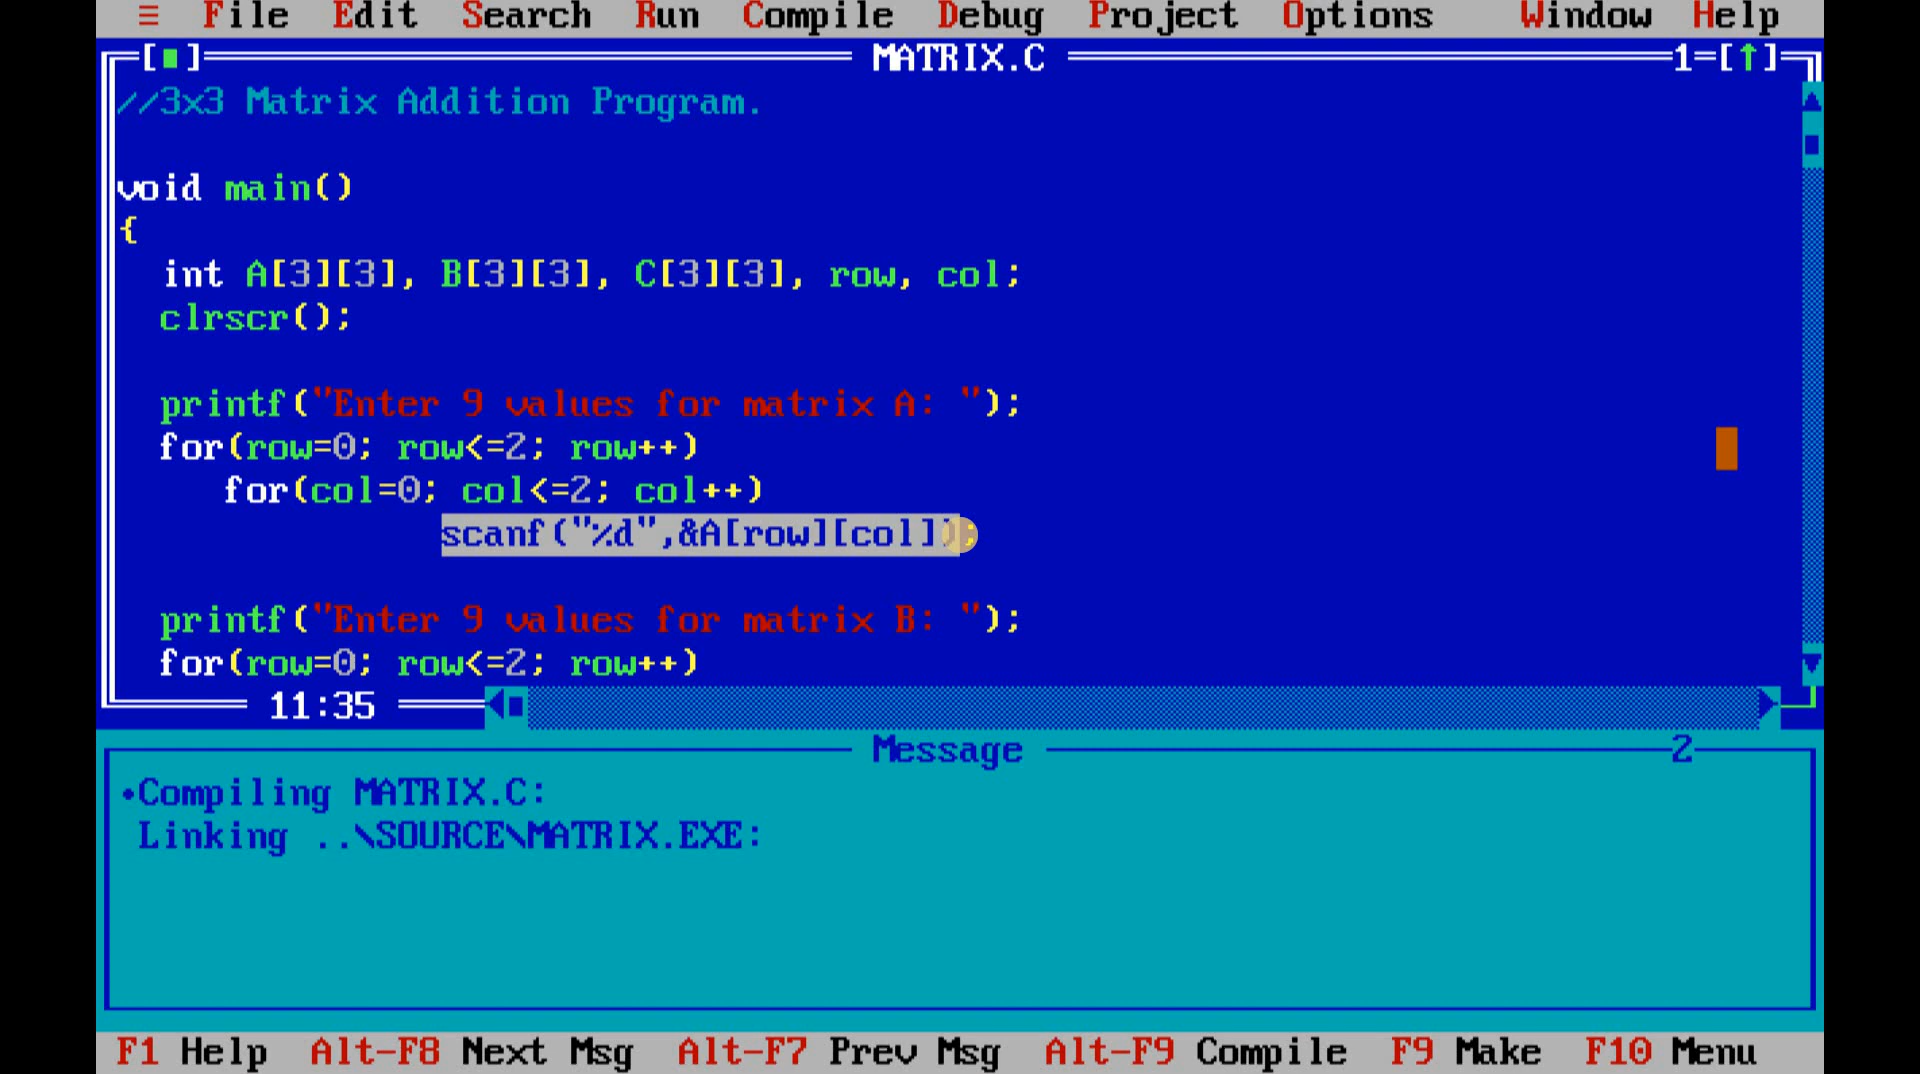 ≡ File Edit Search Run Compile Debug Project Options Window Help
[■] MATRIX.C 1=[↑]
//3x3 Matrix Addition Program.
void main()
{
int A[3][3], B[3][3], C[3][3], row, col;
clrscr();
printf("Enter 9 values for matrix A: ");
for(row=0; row<=2; row++)
for(col=0; col<=2; col++)
scanf("%d",&A[row][col]);
printf("Enter 9 values for matrix B: ");
for(row=0; row<=2; row++)
11:35
Message 2
•Compiling MATRIX.C:
Linking ..\SOURCE\MATRIX.EXE:
F1 Help Alt-F8 Next Msg Alt-F7 Prev Msg Alt-F9 Compile F9 Make F10 Menu